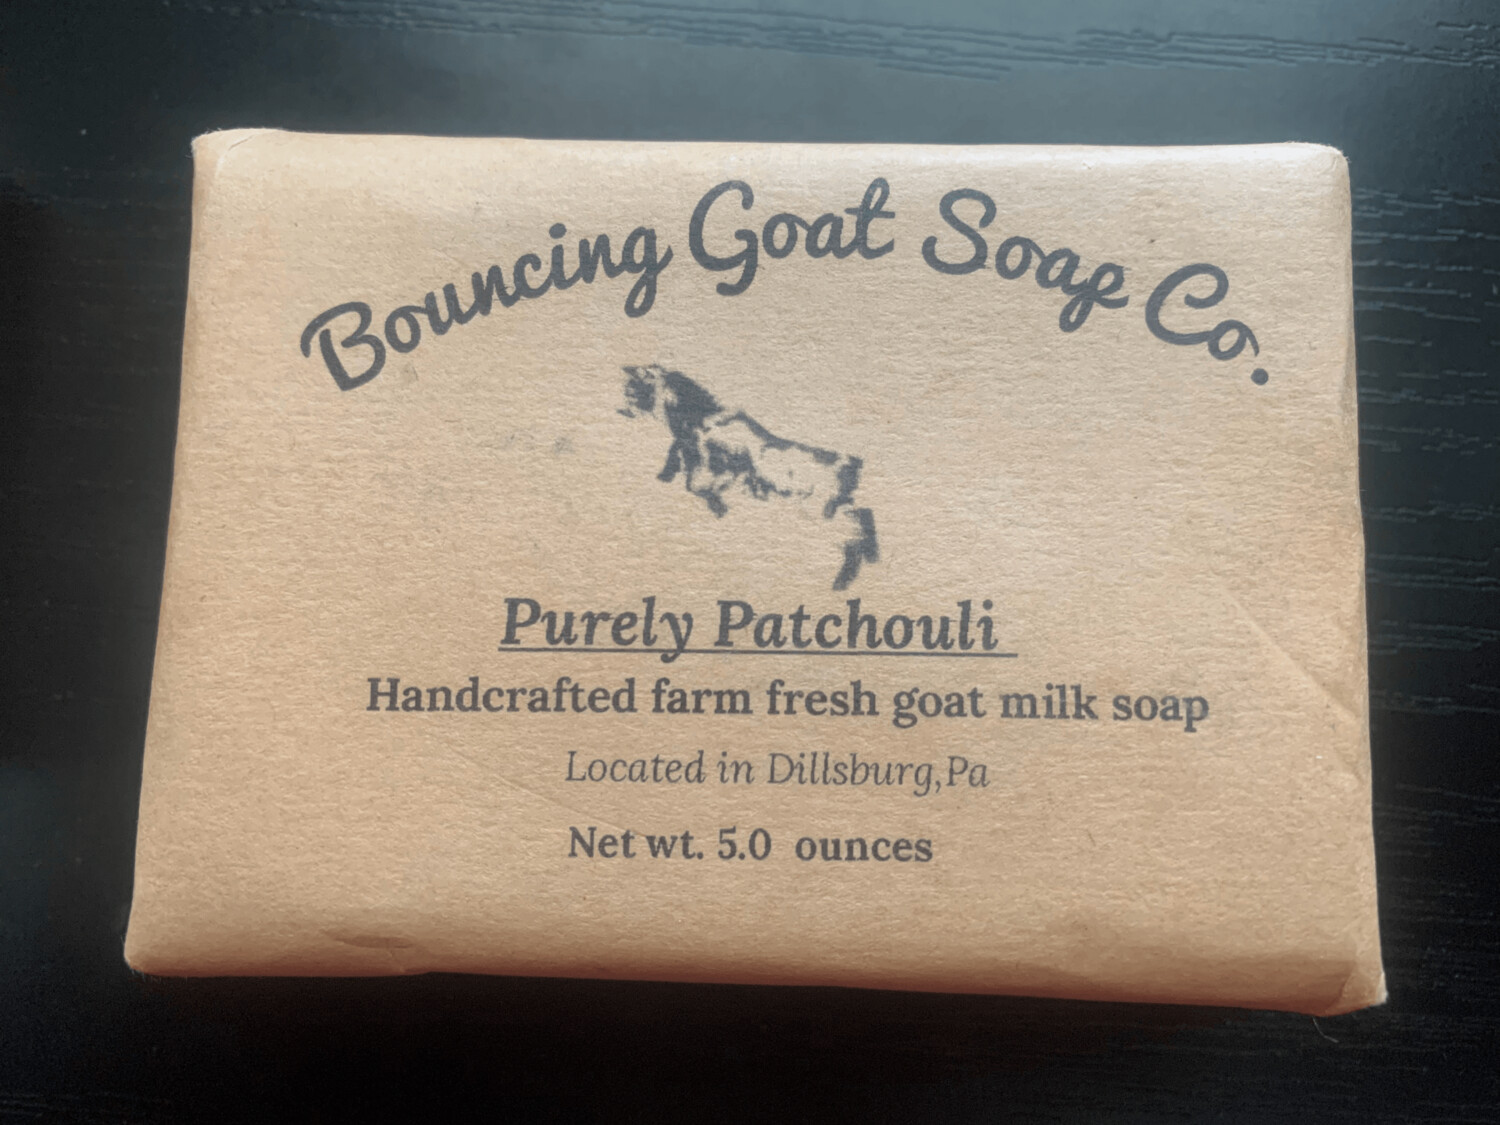 Bouncing Goat Soap Co.
Purely Patchouli
Handcrafted farm fresh goat milk soap
Located in Dillsburg,Pa
Net wt. 5.0 ounces